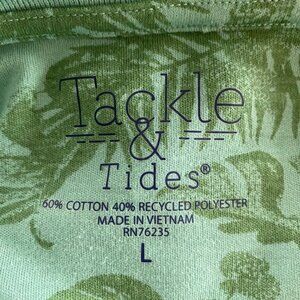 Tackle
&
Tides®
60% COTTON 40% RECYCLED POLYESTER
MADE IN VIETNAM
RN76235
L